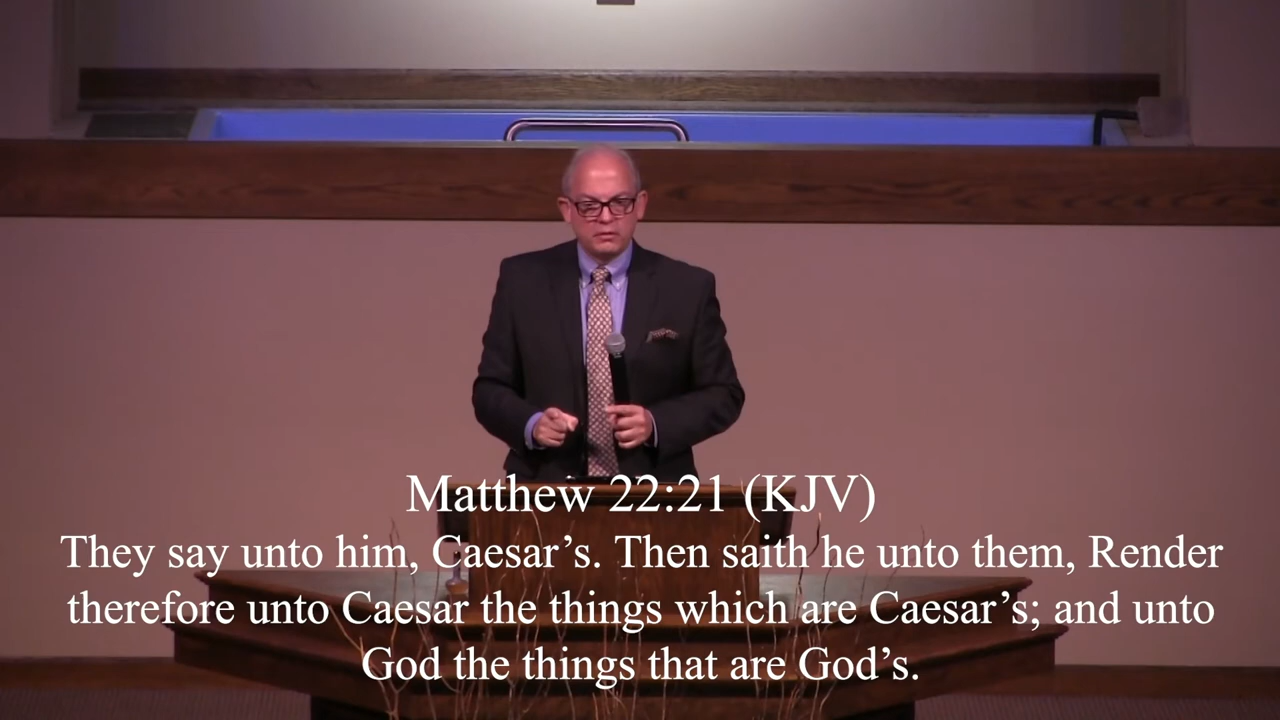 Matthew 22:21 (KJV)
They say unto him, Caesar’s. Then saith he unto them, Render
therefore unto Caesar the things which are Caesar’s; and unto
God the things that are God’s.